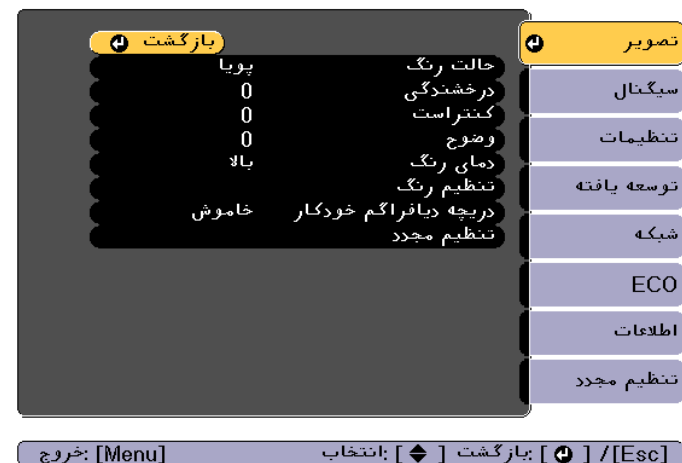 بازگشت
حالت رنگ پویا
درخشندگی 0
کنتراست 0
وضوح 0
دمای رنگ بالا
تنظیم رنگ
دریچه دیافراگم خودکار خاموش
تنظیم مجدد
تصویر
سیگنال
تنظیمات
توسعه یافته
شبکه
ECO
اطلاعات
تنظیم مجدد
[Esc]/ [ ] :بازگشت [ ] :انتخاب [Menu] :خروج